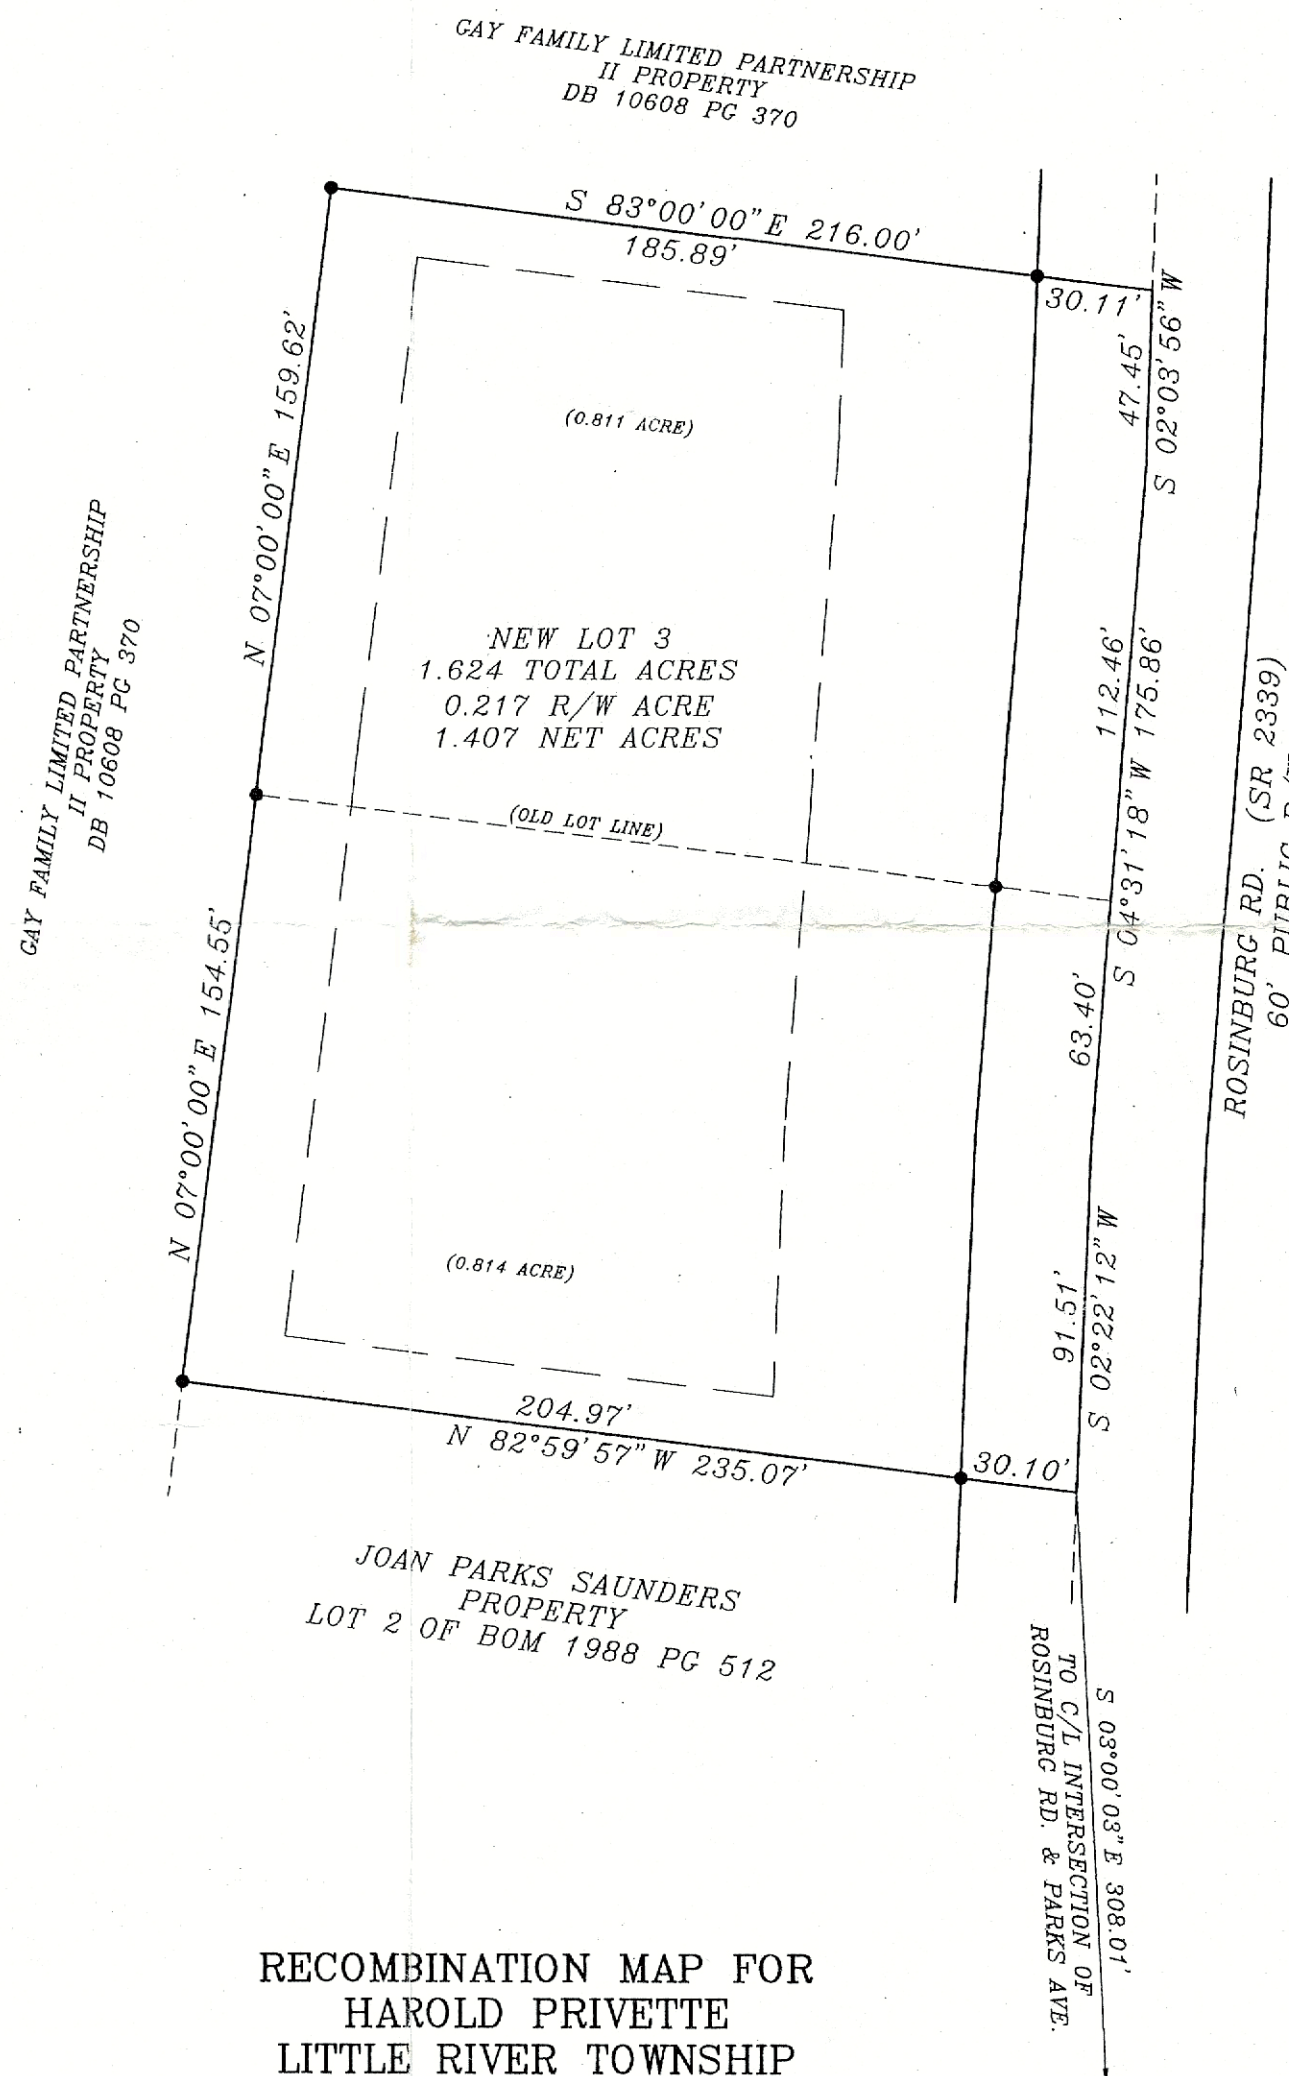 GAY FAMILY LIMITED PARTNERSHIP
II PROPERTY
DB 10608 PG 370
S 83°00'00" E 216.00'
185.89'
30.11'
47.45'
S 02°03'56" W
N 07°00'00" E 159.62'
(0.811 ACRE)
GAY FAMILY LIMITED PARTNERSHIP
II PROPERTY
DB 10608 PG 370
NEW LOT 3
1.624 TOTAL ACRES
0.217 R/W ACRE
1.407 NET ACRES
112.46'
S 04°31'18" W 175.86'
ROSINBURG RD. (SR 2339)
60' PUBLIC
(OLD LOT LINE)
63.40'
N 07°00'00" E 154.55'
(0.814 ACRE)
91.51'
S 02°22'12" W
204.97'
N 82°59'57" W 235.07'
30.10'
JOAN PARKS SAUNDERS
PROPERTY
LOT 2 OF BOM 1988 PG 512
S 03°00'03" E 308.01'
TO C/L INTERSECTION OF
ROSINBURG RD. & PARKS AVE.
RECOMBINATION MAP FOR
HAROLD PRIVETTE
LITTLE RIVER TOWNSHIP